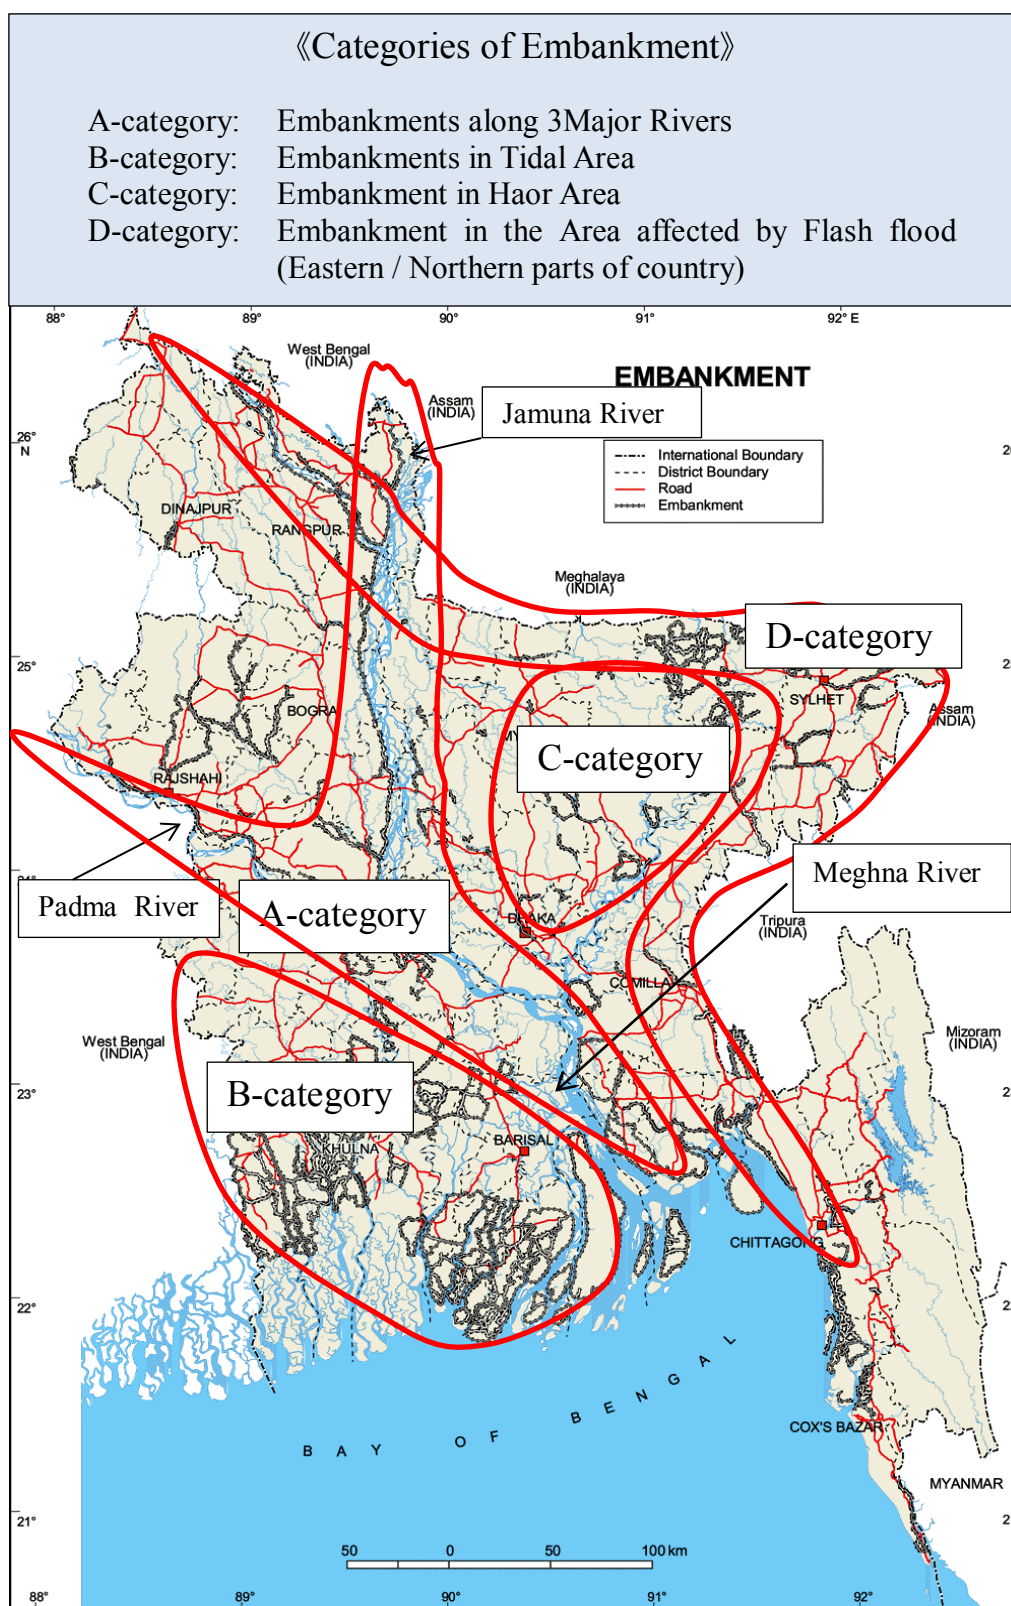 《Categories of Embankment》
A-category: Embankments along 3Major Rivers
B-category: Embankments in Tidal Area
C-category: Embankment in Haor Area
D-category: Embankment in the Area affected by Flash flood
(Eastern / Northern parts of country)
88° 89° 90° 91° 92° E
West Bengal
(INDIA)
EMBANKMENT
Assam
(INDIA)
Jamuna River
26°
N
International Boundary
District Boundary
Road
Embankment
DINAJPUR
RANGPUR
Meghalaya
(INDIA)
D-category
25°
SYLHET
BOGRA
Assam
(INDIA)
C-category
RAJSHAHI
Meghna River
Padma River
A-category
DHAKA
Tripura
(INDIA)
COMILLA
West Bengal
(INDIA)
Mizoram
(INDIA)
B-category
23°
BARISAL
KHULNA
CHITTAGONG
22°
BAY OF BENGAL
COX'S BAZAR
MYANMAR
21°
50 0 50 100 km
88° 89° 90° 91° 92°